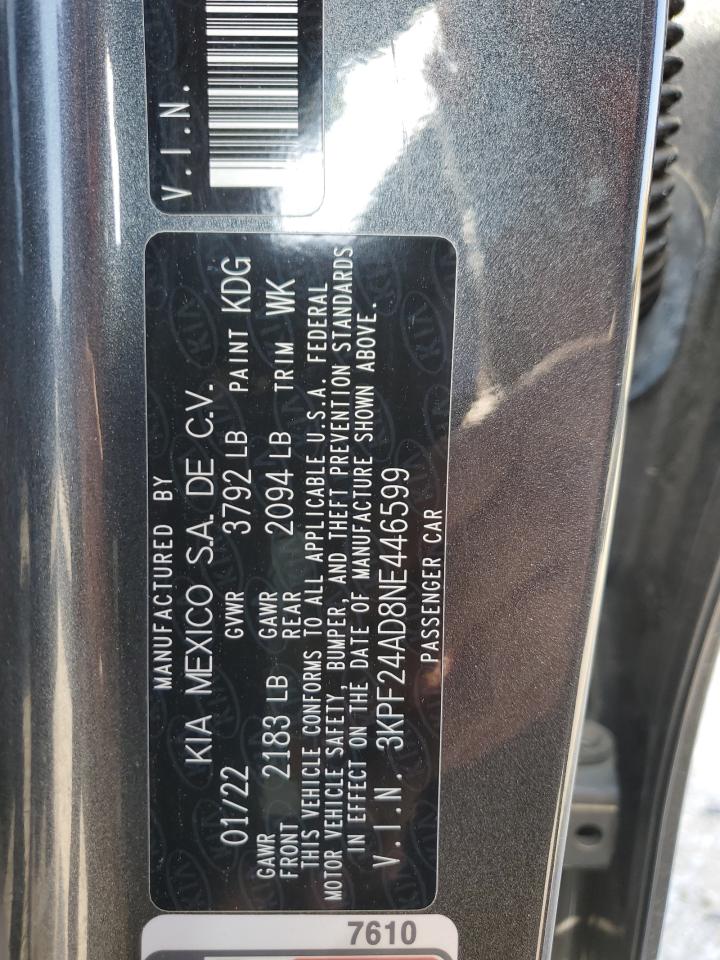 V.I.N.
MANUFACTURED BY
KIA MEXICO S.A. DE C.V.
01/22 GVWR 3792 LB PAINT KDG
GAWR FRONT 2183 LB GAWR REAR 2094 LB TRIM WK
THIS VEHICLE CONFORMS TO ALL APPLICABLE U.S.A. FEDERAL
MOTOR VEHICLE SAFETY, BUMPER, AND THEFT PREVENTION STANDARDS
IN EFFECT ON THE DATE OF MANUFACTURE SHOWN ABOVE.
V.I.N. 3KPF24AD8NE446599
PASSENGER CAR
7610